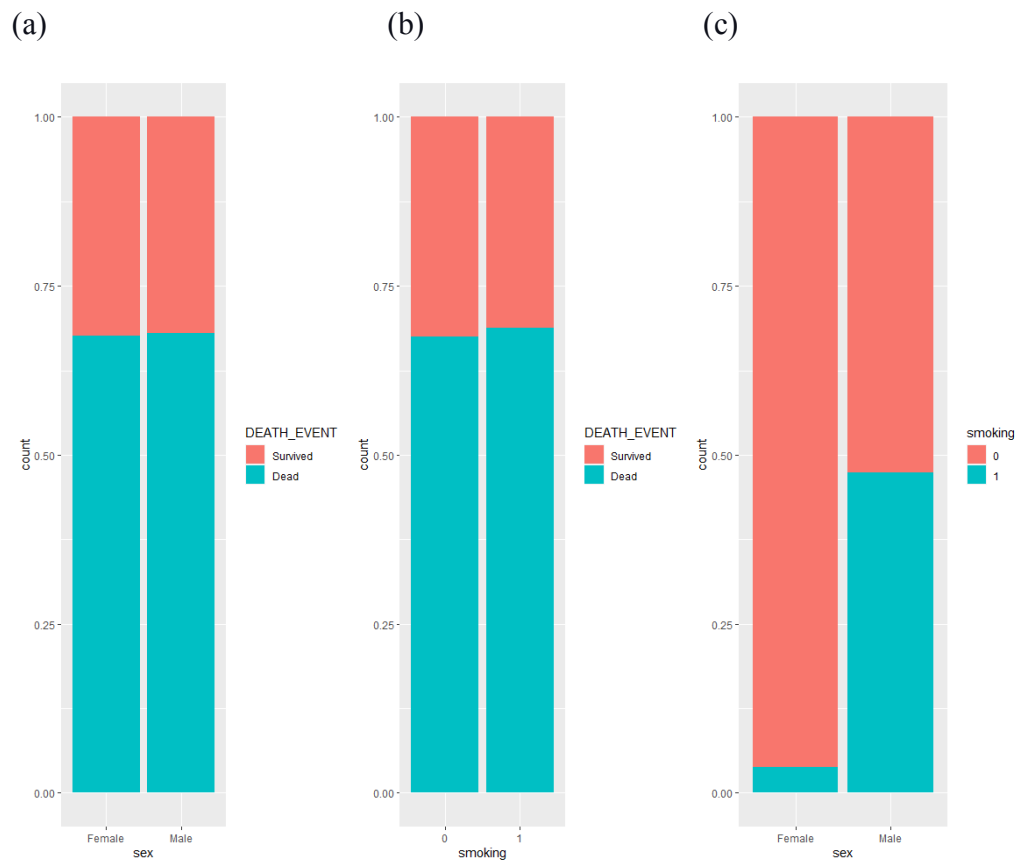 (a)
(b)
(c)
count
1.00
0.75
0.50
0.25
0.00
Female Male
sex
DEATH_EVENT
Survived
Dead
count
1.00
0.75
0.50
0.25
0.00
0 1
smoking
DEATH_EVENT
Survived
Dead
count
1.00
0.75
0.50
0.25
0.00
Female Male
sex
smoking
0
1